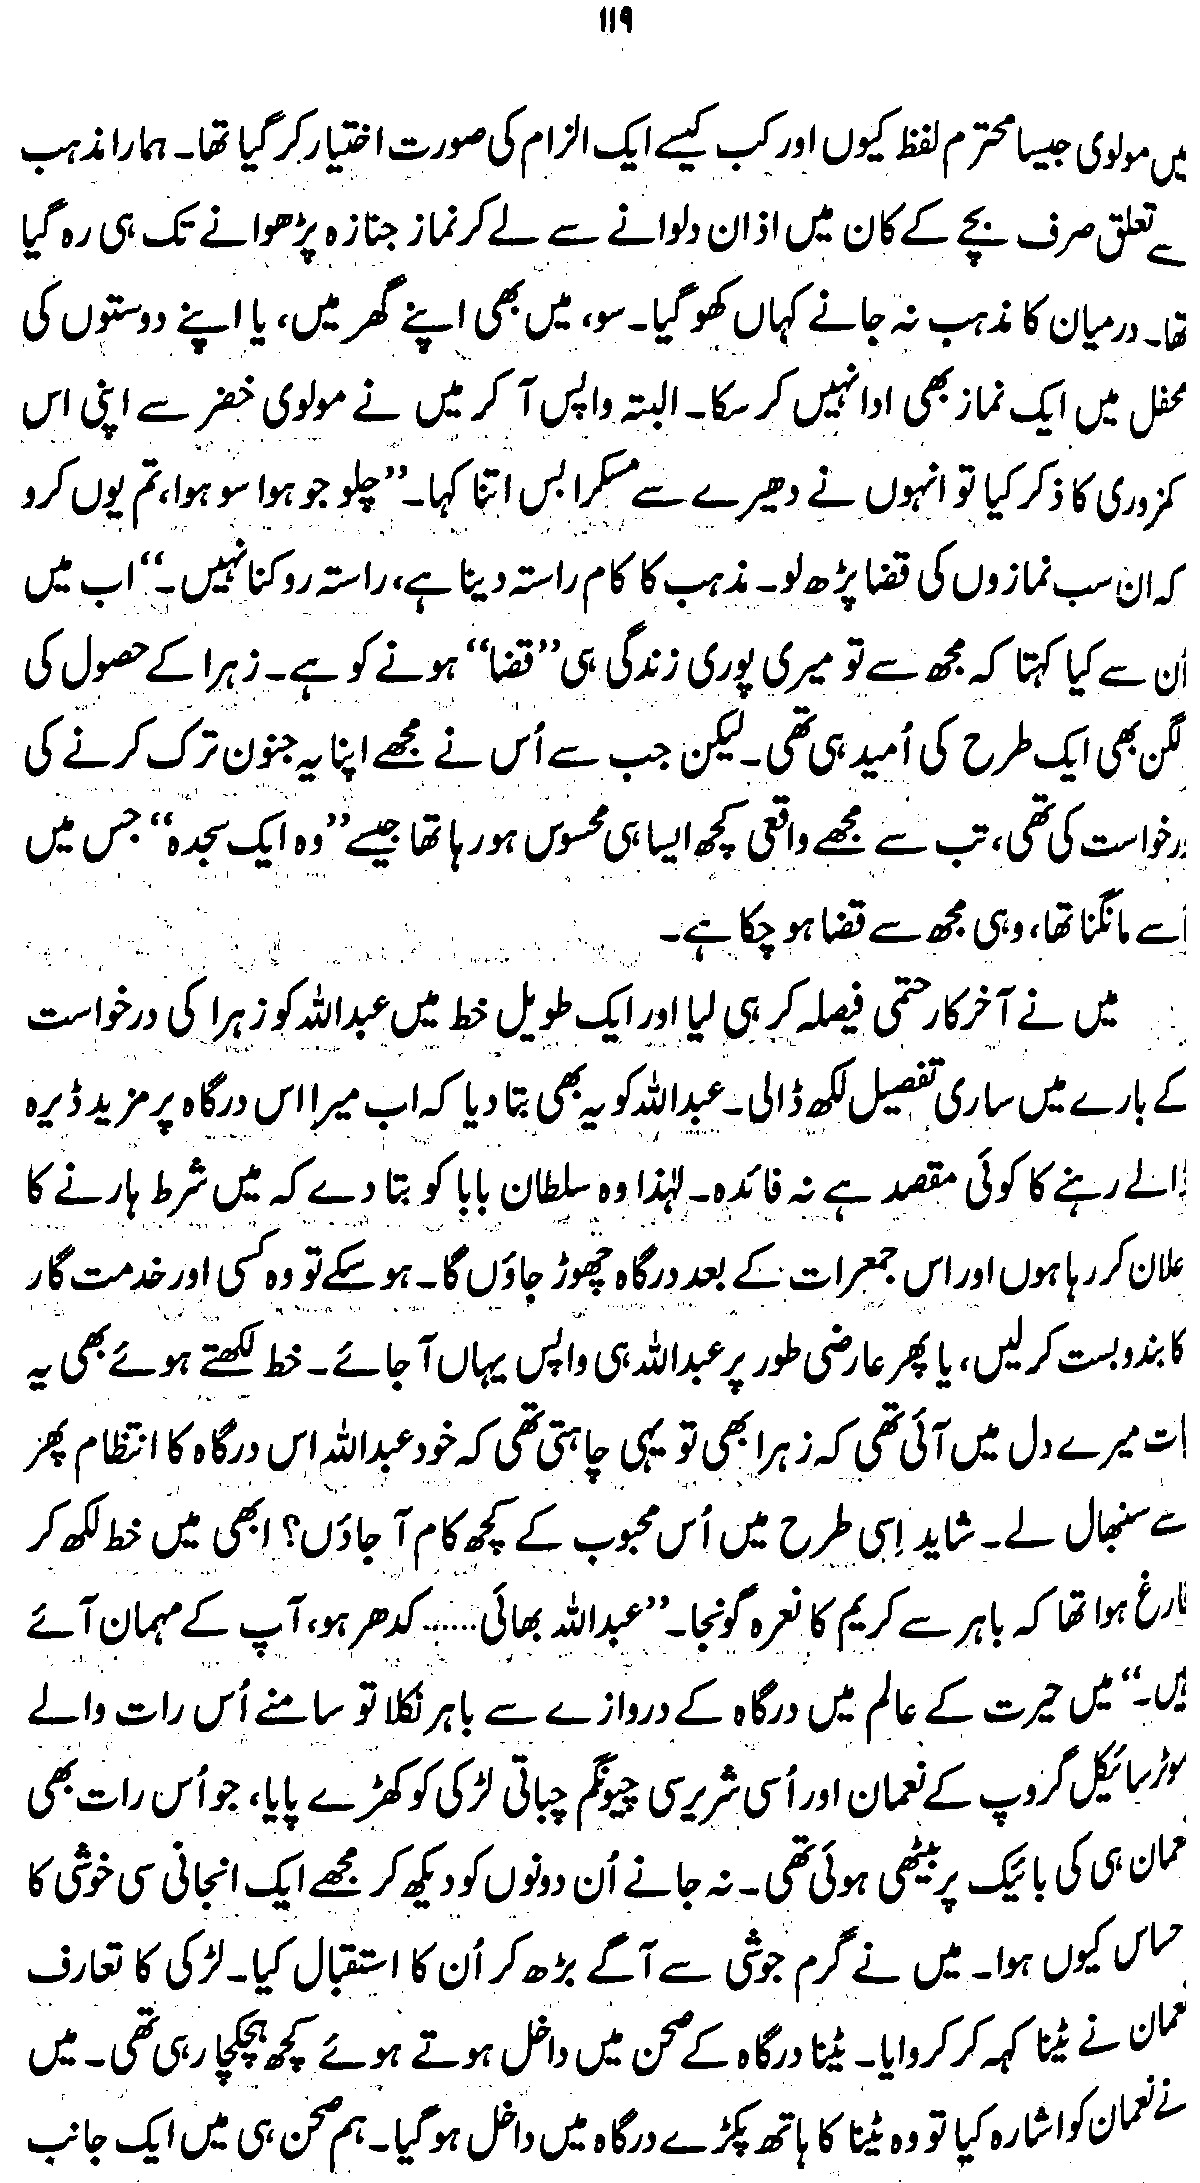 ۱۱۹
میں مولوی جیسا محترم لفظ کیوں اور کب کیسے ایک الزام کی صورت اختیار کر گیا تھا۔ ہمارا مذہب
سے تعلق صرف بچے کے کان میں اذان دلوانے سے لے کر نماز جنازہ پڑھوانے تک ہی رہ گیا
تھا۔ درمیان کا مذہب نہ جانے کہاں کھو گیا۔ سو، میں بھی اپنے گھر میں، یا اپنے دوستوں کی
محفل میں ایک نماز بھی ادا نہیں کر سکا۔ البتہ واپس آ کر میں نے مولوی خضر سے اپنی اس
کمزوری کا ذکر کیا تو انہوں نے دھیرے سے مسکرا بس اتنا کہا۔ ”چلو جو ہوا سو ہوا، تم یوں کرو
کہ ان سب نمازوں کی قضا پڑھ لو۔ مذہب کا کام راستہ دینا ہے، راستہ روکنا نہیں۔“ اب میں
اُن سے کیا کہتا کہ مجھ سے تو میری پوری زندگی ہی ”قضا“ ہونے کو ہے۔ زہرا کے حصول کی
لگن بھی ایک طرح کی اُمید ہی تھی۔ لیکن جب سے اُس نے مجھے اپنا یہ جنون ترک کرنے کی
درخواست کی تھی، تب سے مجھے واقعی کچھ ایسا ہی محسوس ہو رہا تھا جیسے ”وہ ایک سجدہ“ جس میں
اُسے مانگنا تھا، وہی مجھ سے قضا ہو چکا ہے۔
میں نے آخر کار حتمی فیصلہ کر ہی لیا اور ایک طویل خط میں عبداللہ کو زہرا کی درخواست
کے بارے میں ساری تفصیل لکھ ڈالی۔ عبداللہ کو یہ بھی بتا دیا کہ اب میرا اس درگاہ پر مزید ڈیرہ
ڈالے رہنے کا کوئی مقصد ہے نہ فائدہ۔ لہٰذا وہ سلطان بابا کو بتا دے کہ میں شرط ہارنے کا
علان کر رہا ہوں اور اس جمعرات کے بعد درگاہ چھوڑ جاؤں گا۔ ہو سکے تو وہ کسی اور خدمت گار
کا بندوبست کر لیں، یا پھر عارضی طور پر عبداللہ ہی واپس یہاں آ جائے۔ خط لکھتے ہوئے بھی یہ
بات میرے دل میں آئی تھی کہ زہرا بھی تو یہی چاہتی تھی کہ خود عبداللہ اس درگاہ کا انتظام پھر
سے سنبھال لے۔ شاید اِسی طرح میں اُس محبوب کے کچھ کام آ جاؤں؟ ابھی میں خط لکھ کر
فارغ ہوا تھا کہ باہر سے کریم کا نعرہ گونجا۔ ”عبداللہ بھائی...... کدھر ہو، آپ کے مہمان آئے
ہیں۔“ میں حیرت کے عالم میں درگاہ کے دروازے سے باہر نکلا تو سامنے اُس رات والے
موٹر سائیکل گروپ کے نعمان اور اُسی شریر سی چیونگم چباتی لڑکی کو کھڑے پایا، جو اُس رات بھی
نعمان ہی کی بائیک پر بیٹھی ہوئی تھی۔ نہ جانے اُن دونوں کو دیکھ کر مجھے ایک انجانی سی خوشی کا
حساس کیوں ہوا۔ میں نے گرم جوشی سے آگے بڑھ کر اُن کا استقبال کیا۔ لڑکی کا تعارف
نعمان نے ٹینا کہہ کر کروایا۔ ٹینا درگاہ کے صحن میں داخل ہوتے ہوئے کچھ ہچکچا رہی تھی۔ میں
نے نعمان کو اشارہ کیا تو وہ ٹینا کا ہاتھ پکڑے درگاہ میں داخل ہو گیا۔ ہم صحن ہی میں ایک جانب